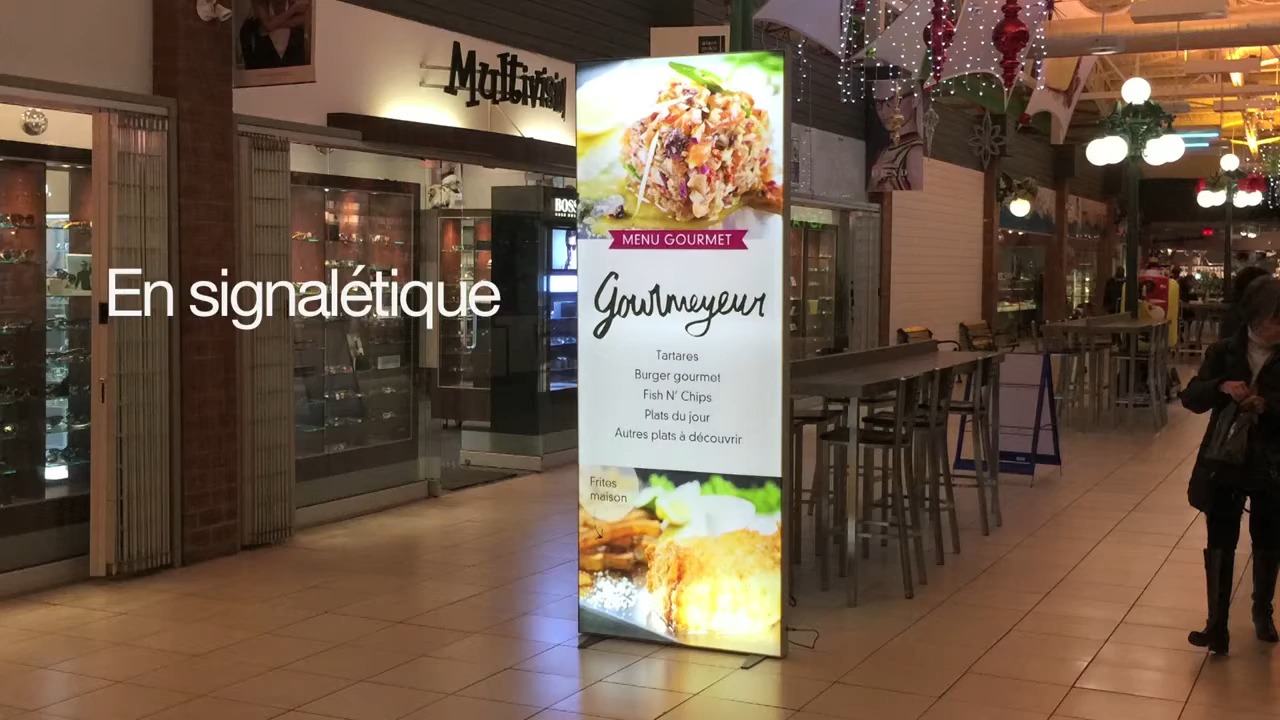 Multivision
BOSS
En signalétique
MENU GOURMET
Gourmeyeur
Tartares
Burger gourmet
Fish N' Chips
Plats du jour
Autres plats à découvrir
Frites
maison